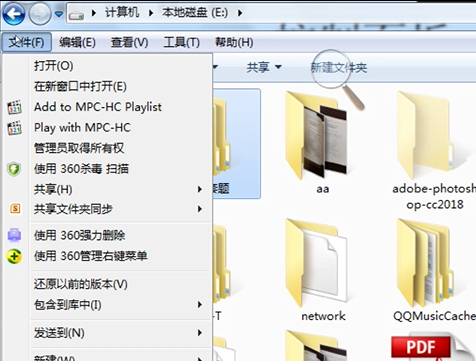 计算机 ▸ 本地磁盘 (E:) ▸
文件(F) 编辑(E) 查看(V) 工具(T) 帮助(H)
共享 新建文件夹
打开(O)
在新窗口中打开(E)
Add to MPC-HC Playlist
Play with MPC-HC
管理员取得所有权
使用 360杀毒 扫描
共享(H)
共享文件夹同步
使用 360强力删除
使用 360管理右键菜单
还原以前的版本(V)
包含到库中(I)
发送到(N)
新建(W)
aa
adobe-photosh
op-cc2018
-T
network
QQMusicCache
PDF